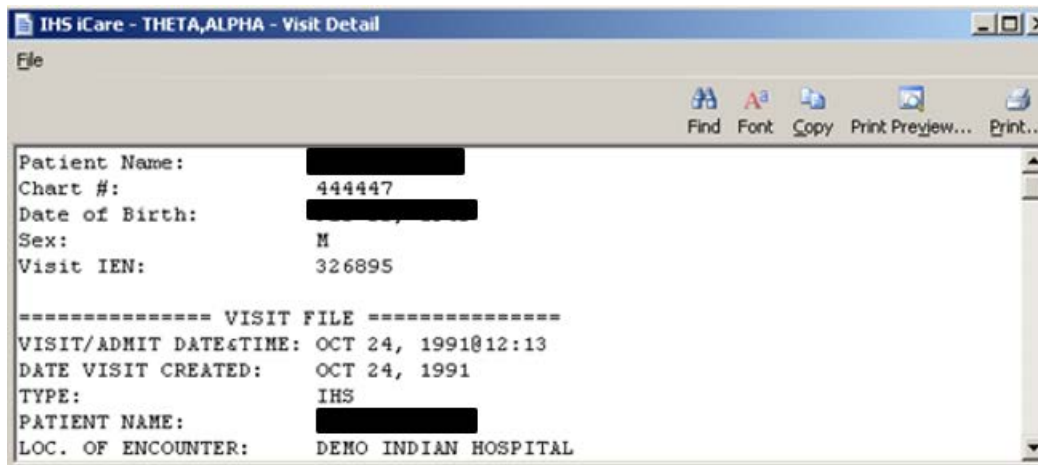 IHS iCare - THETA,ALPHA - Visit Detail
File
Find Font Copy Print Preview... Print...
Patient Name:
Chart #: 444447
Date of Birth:
Sex: M
Visit IEN: 326895
=============== VISIT FILE ===============
VISIT/ADMIT DATE&TIME: OCT 24, 1991@12:13
DATE VISIT CREATED: OCT 24, 1991
TYPE: IHS
PATIENT NAME:
LOC. OF ENCOUNTER: DEMO INDIAN HOSPITAL